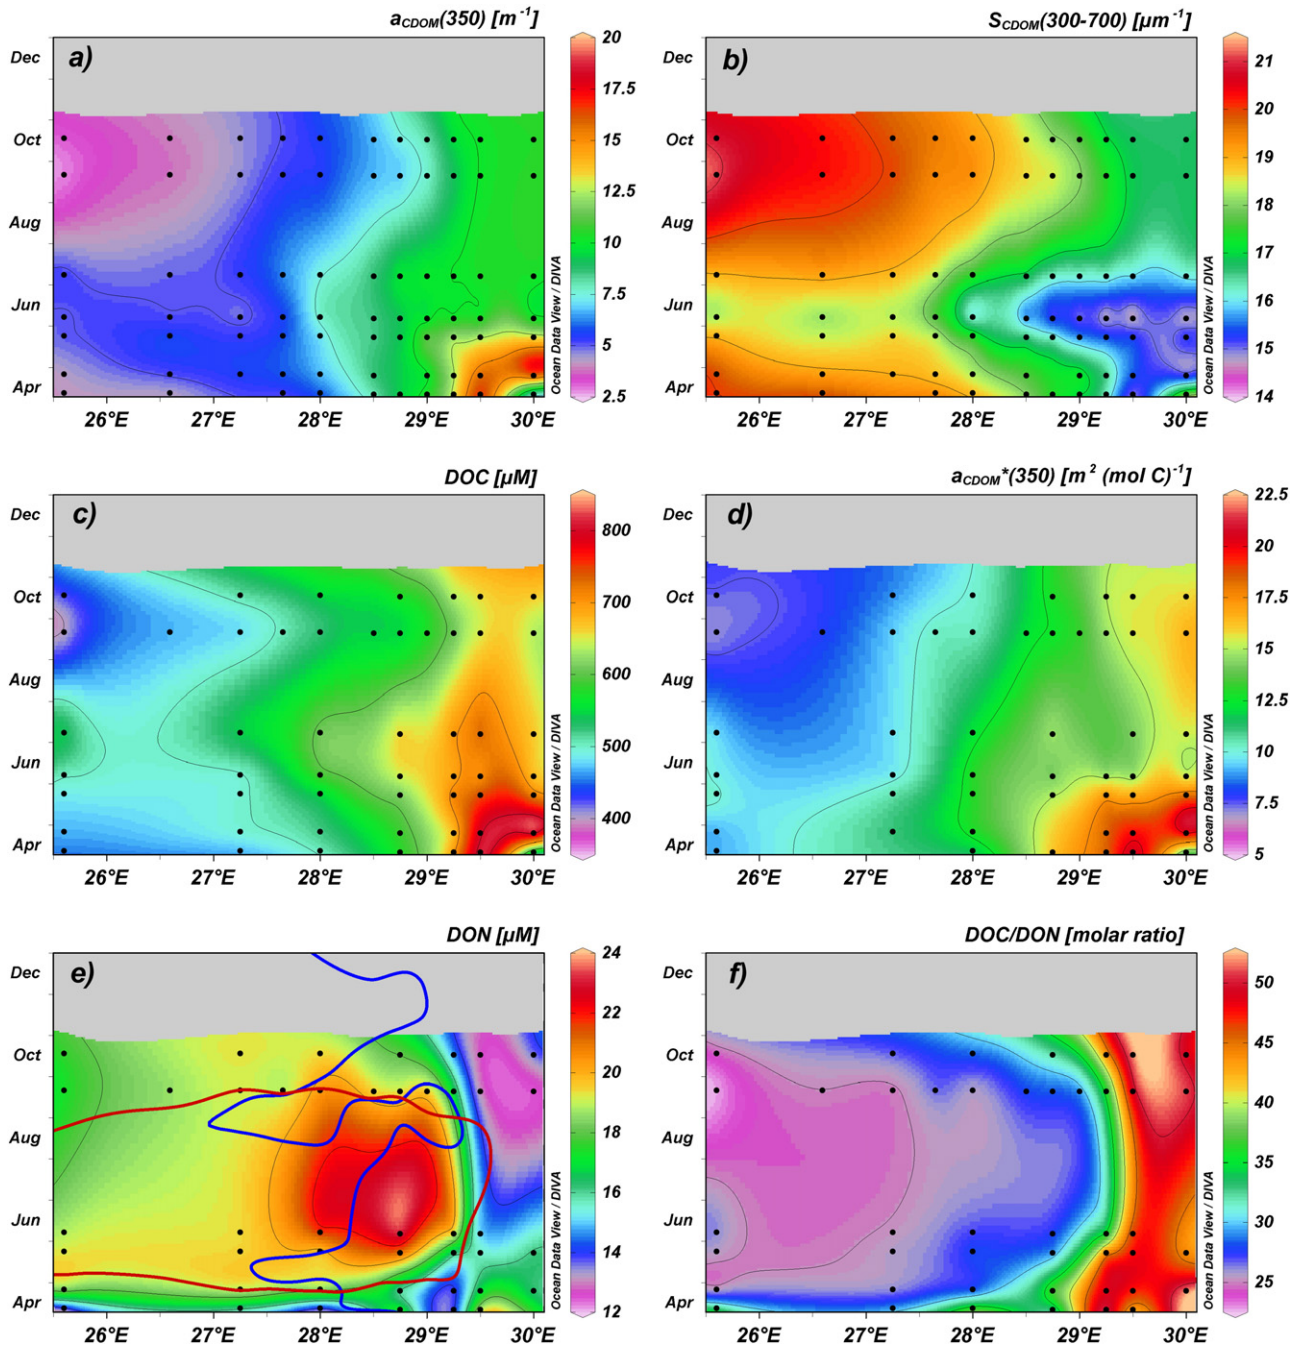 a_CDOM(350) [m^-1]
a)
Dec
Oct
Aug
Jun
Apr
26°E 27°E 28°E 29°E 30°E
20
17.5
15
12.5
10
7.5
5
2.5
Ocean Data View / DIVA
S_CDOM(300-700) [µm^-1]
b)
Dec
Oct
Aug
Jun
Apr
26°E 27°E 28°E 29°E 30°E
21
20
19
18
17
16
15
14
Ocean Data View / DIVA
DOC [µM]
c)
Dec
Oct
Aug
Jun
Apr
26°E 27°E 28°E 29°E 30°E
800
700
600
500
400
Ocean Data View / DIVA
a_CDOM*(350) [m^2 (mol C)^-1]
d)
Dec
Oct
Aug
Jun
Apr
26°E 27°E 28°E 29°E 30°E
22.5
20
17.5
15
12.5
10
7.5
5
Ocean Data View / DIVA
DON [µM]
e)
Dec
Oct
Aug
Jun
Apr
26°E 27°E 28°E 29°E 30°E
24
22
20
18
16
14
12
Ocean Data View / DIVA
DOC/DON [molar ratio]
f)
Dec
Oct
Aug
Jun
Apr
26°E 27°E 28°E 29°E 30°E
50
45
40
35
30
25
Ocean Data View / DIVA